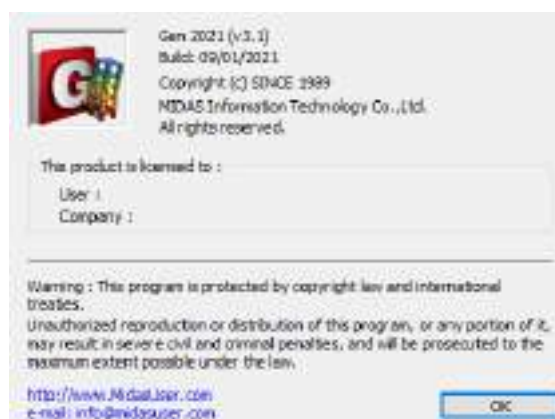 G
Gen 2021 (v3.1)
Build: 09/01/2021
Copyright (C) SINCE 1989
MIDAS Information Technology Co.,Ltd.
All rights reserved.
This product is licensed to :
User :
Company :
Warning : This program is protected by copyright law and international
treaties.
Unauthorized reproduction or distribution of this program, or any portion of it,
may result in severe civil and criminal penalties, and will be prosecuted to the
maximum extent possible under the law.
http://www.MidasUser.com
e-mail: info@midasuser.com
OK